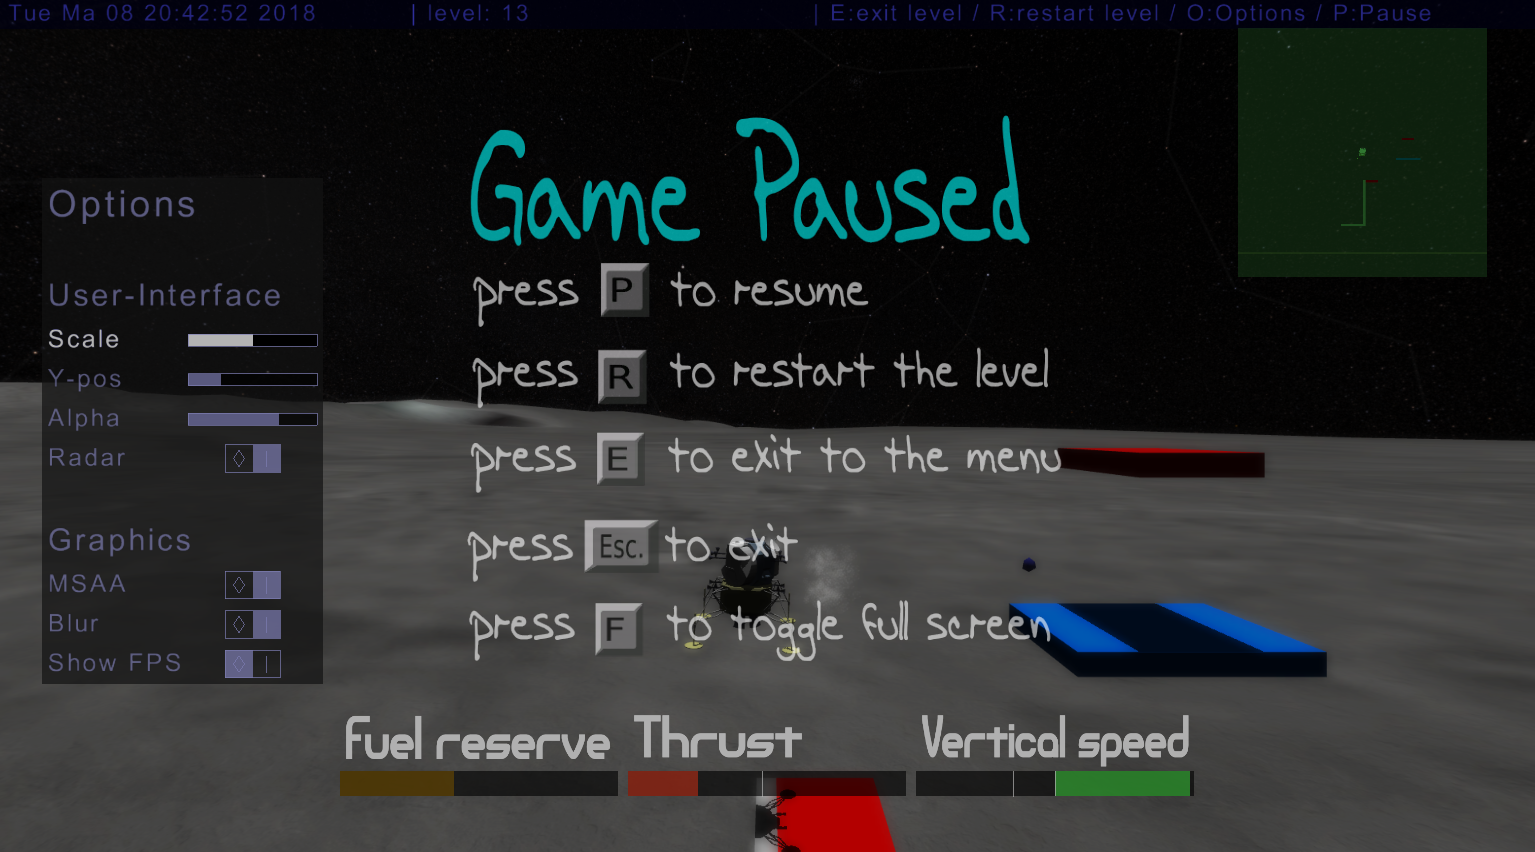 Tue Ma 08 20:42:52 2018 | level: 13 | E:exit level / R:restart level / O:Options / P:Pause
Game Paused
press P to resume
press R to restart the level
press E to exit to the menu
press Esc. to exit
press F to toggle full screen
Options
User-Interface
Scale
Y-pos
Alpha
Radar
Graphics
MSAA
Blur
Show FPS
Fuel reserve
Thrust
Vertical speed